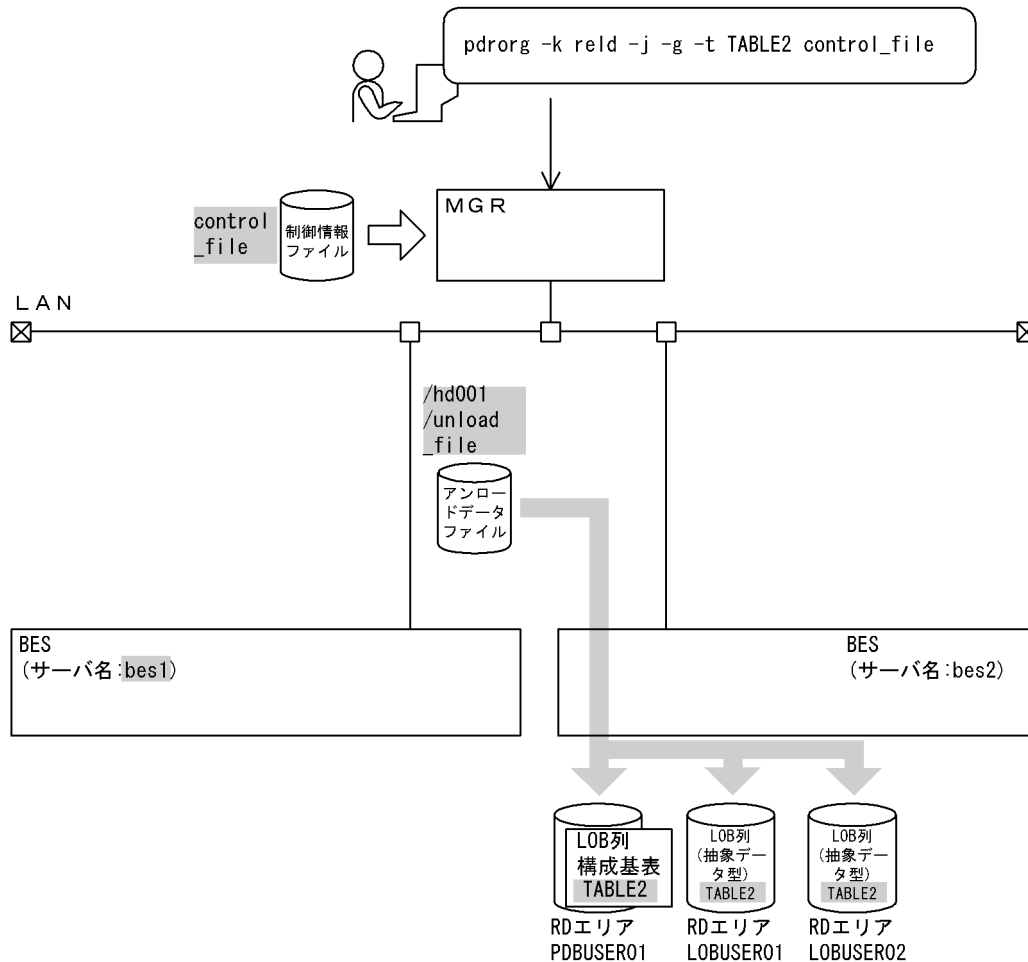 pdrorg -k reld -j -g -t TABLE2 control_file
MGR
control
_file
制御情報
ファイル
LAN
/hd001
/unload
_file
アンロー
ドデータ
ファイル
BES
(サーバ名:bes1)
BES
(サーバ名:bes2)
LOB列
構成基表
TABLE2
LOB列
(抽象デー
タ型)
TABLE2
LOB列
(抽象デー
タ型)
TABLE2
RDエリア
PDBUSER01
RDエリア
LOBUSER01
RDエリア
LOBUSER02